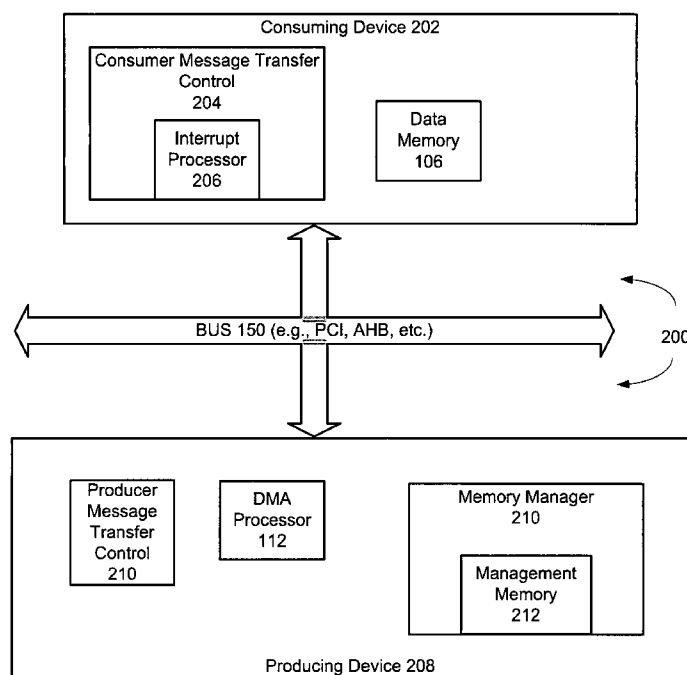 Consuming Device 202
Consumer Message Transfer
Control
204
Interrupt
Processor
206
Data
Memory
106
BUS 150 (e.g., PCI, AHB, etc.)
200
Producer
Message
Transfer
Control
210
DMA
Processor
112
Memory Manager
210
Management
Memory
212
Producing Device 208